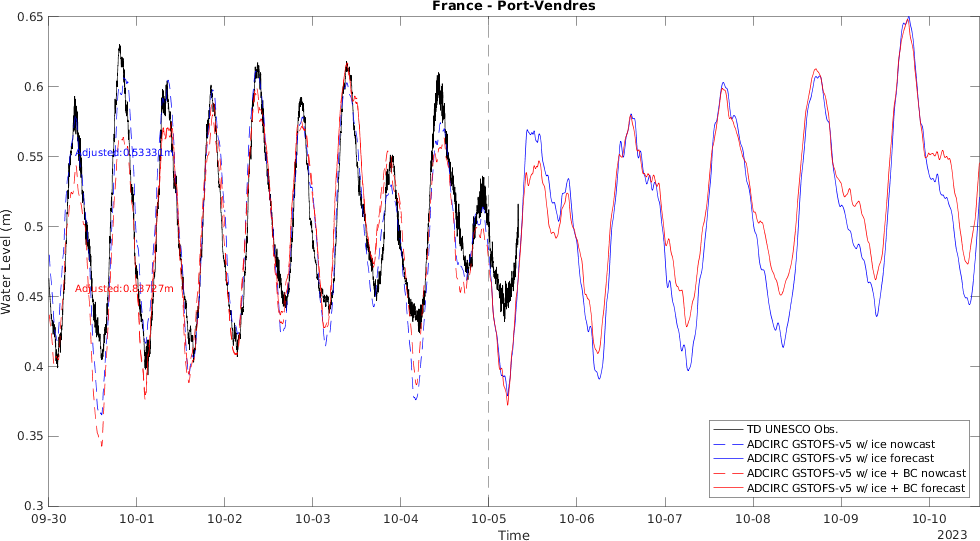 France - Port-Vendres
Water Level (m)
0.65
0.6
0.55
0.5
0.45
0.4
0.35
0.3
Adjusted:0.53331m
Adjusted:0.83727m
TD UNESCO Obs.
ADCIRC GSTOFS-v5 w/ ice nowcast
ADCIRC GSTOFS-v5 w/ ice forecast
ADCIRC GSTOFS-v5 w/ ice + BC nowcast
ADCIRC GSTOFS-v5 w/ ice + BC forecast
09-30 10-01 10-02 10-03 10-04 10-05 10-06 10-07 10-08 10-09 10-10
Time
2023